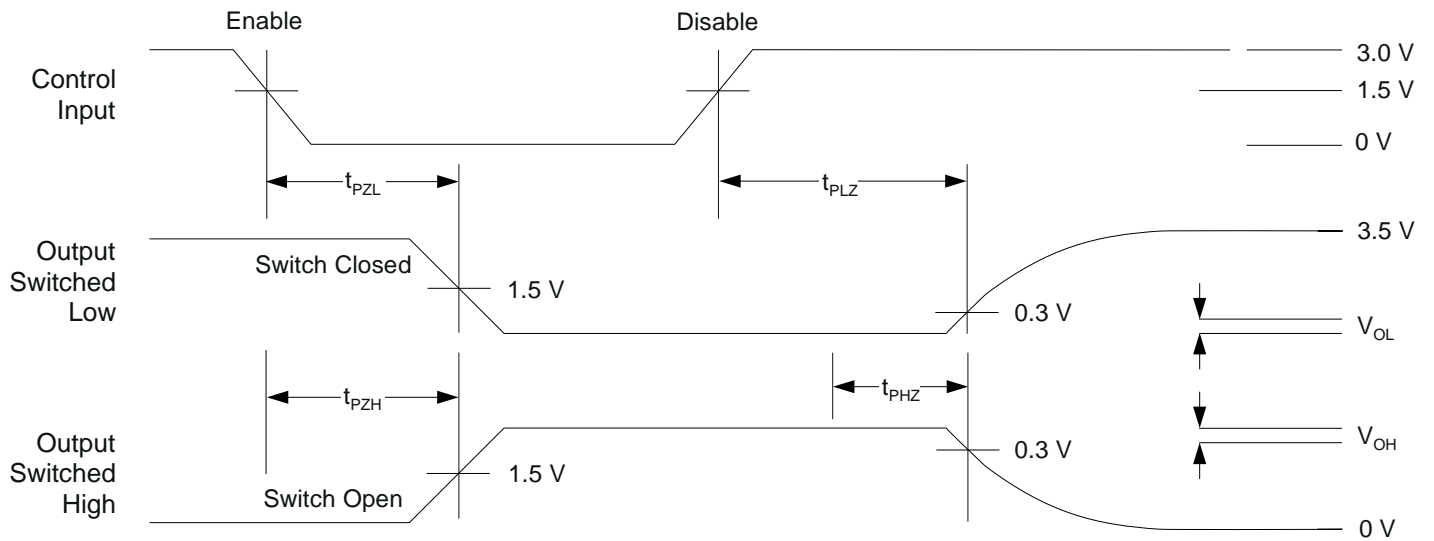 Enable
Disable
Control
Input
3.0 V
1.5 V
0 V
tPZL
tPLZ
Output
Switched
Low
Switch Closed
1.5 V
0.3 V
3.5 V
VOL
tPZH
tPHZ
Output
Switched
High
Switch Open
1.5 V
0.3 V
VOH
0 V